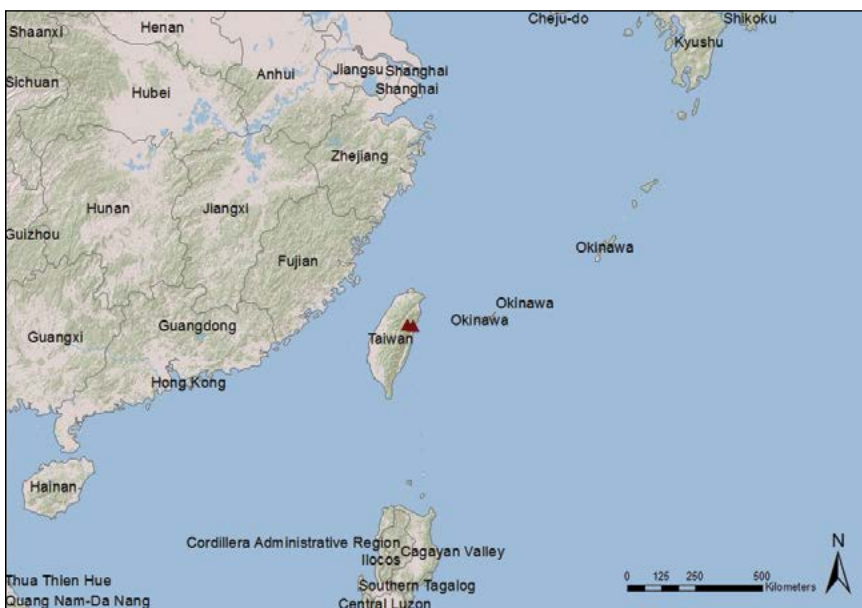 Shaanxi
Henan
Cheju-do
Shikoku
Kyushu
Sichuan
Hubei
Anhui
Jiangsu
Shanghai
Shanghai
Zhejiang
Hunan
Jiangxi
Guizhou
Fujian
Okinawa
Okinawa
Okinawa
Guangxi
Guangdong
Taiwan
Hong Kong
Hainan
Cordillera Administrative Region
Ilocos
Cagayan Valley
Thua Thien Hue
Quang Nam-Da Nang
Southern Tagalog
Central Luzon
N
0 125 250 500
Kilometers